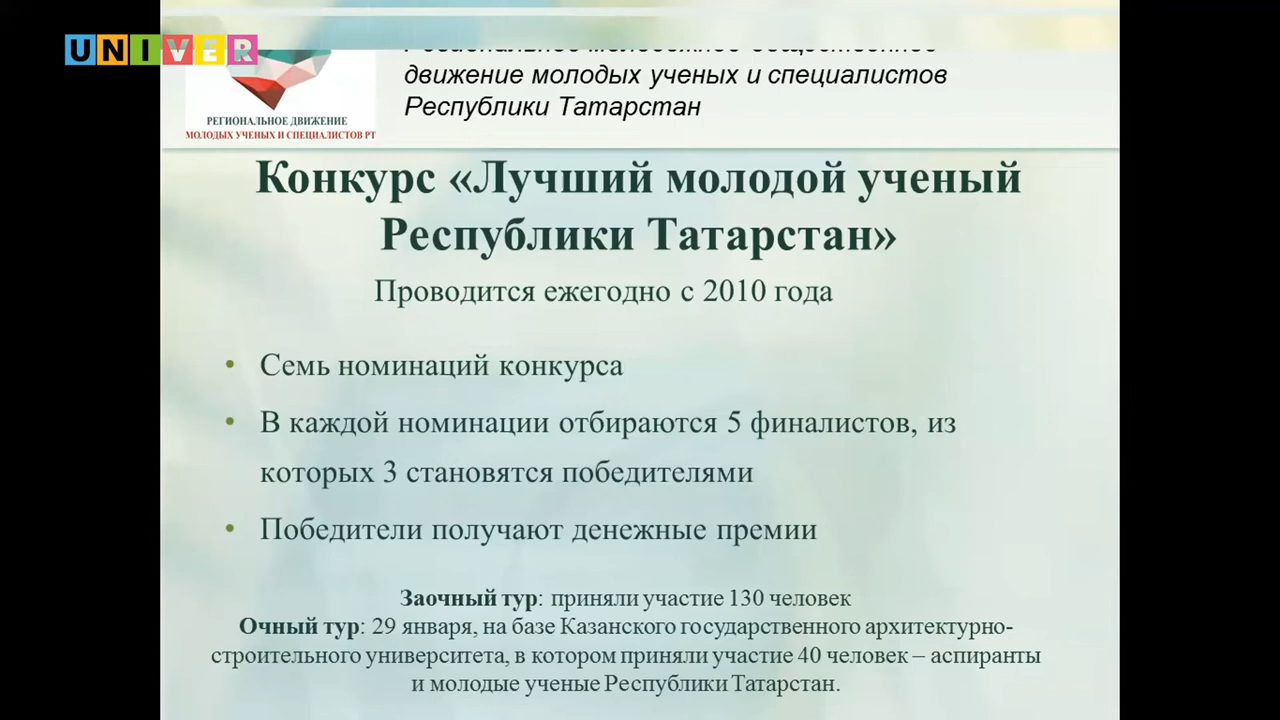 UNIVER
движение молодых ученых и специалистов
Республики Татарстан
РЕГИОНАЛЬНОЕ ДВИЖЕНИЕ
МОЛОДЫХ УЧЕНЫХ И СПЕЦИАЛИСТОВ РТ
Конкурс «Лучший молодой ученый
Республики Татарстан»
Проводится ежегодно с 2010 года
• Семь номинаций конкурса
• В каждой номинации отбираются 5 финалистов, из
которых 3 становятся победителями
• Победители получают денежные премии
Заочный тур: приняли участие 130 человек
Очный тур: 29 января, на базе Казанского государственного архитектурно-
строительного университета, в котором приняли участие 40 человек – аспиранты
и молодые ученые Республики Татарстан.